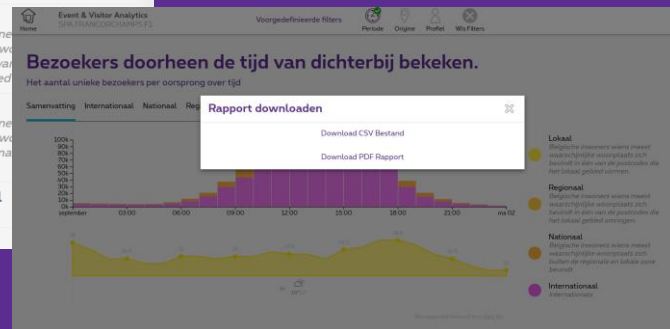 Event & Visitor Analytics
SPA FRANCORCHAMPS F1
Home
Voorgedefinieerde filters
Periode
Origine
Profiel
Wis Filters
Bezoekers doorheen de tijd van dichterbij bekeken.
Het aantal unieke bezoekers per oorsprong over tijd
Samenvatting Internationaal Nationaal Reg
Rapport downloaden
Download CSV Bestand
Download PDF Rapport
100k
90k
80k
70k
60k
50k
40k
30k
20k
10k
0k
september 03:00 06:00 09:00 12:00 15:00 18:00 21:00 ma 02
Lokaal
Belgische inwoners wiens meest
waarschijnlijke woonplaats zich
bevindt in één van de postcodes die
het lokaal gebied vormen.
Regionaal
Belgische inwoners wiens meest
waarschijnlijke woonplaats zich
bevindt in één van de postcodes die
het lokaal gebied omringen.
Nationaal
Belgische inwoners wiens meest
waarschijnlijke woonplaats zich
buiten de regionale en lokale zone
bevindt.
Internationaal
Internationaals